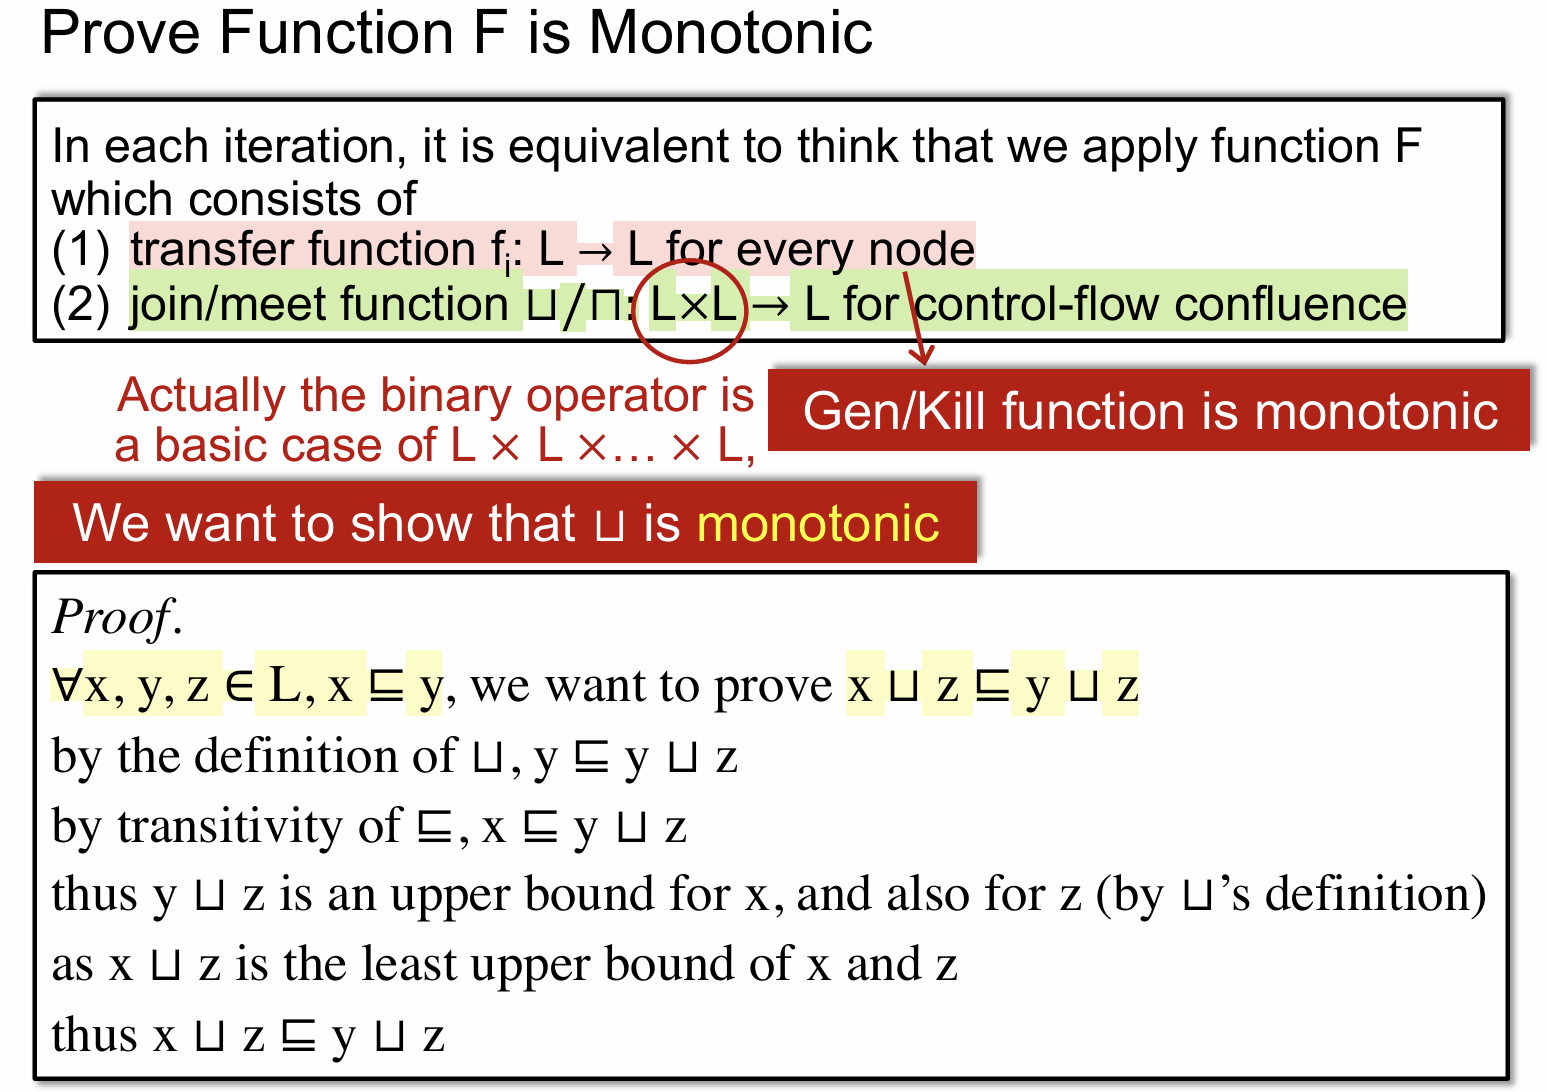 Prove Function F is Monotonic
In each iteration, it is equivalent to think that we apply function F
which consists of
(1) transfer function fᵢ: L → L for every node
(2) join/meet function ⊔/⊓: L×L → L for control-flow confluence
Actually the binary operator is
a basic case of L × L ×… × L,
Gen/Kill function is monotonic
We want to show that ⊔ is monotonic
Proof.
∀x, y, z ∈ L, x ⊑ y, we want to prove x ⊔ z ⊑ y ⊔ z
by the definition of ⊔, y ⊑ y ⊔ z
by transitivity of ⊑, x ⊑ y ⊔ z
thus y ⊔ z is an upper bound for x, and also for z (by ⊔’s definition)
as x ⊔ z is the least upper bound of x and z
thus x ⊔ z ⊑ y ⊔ z